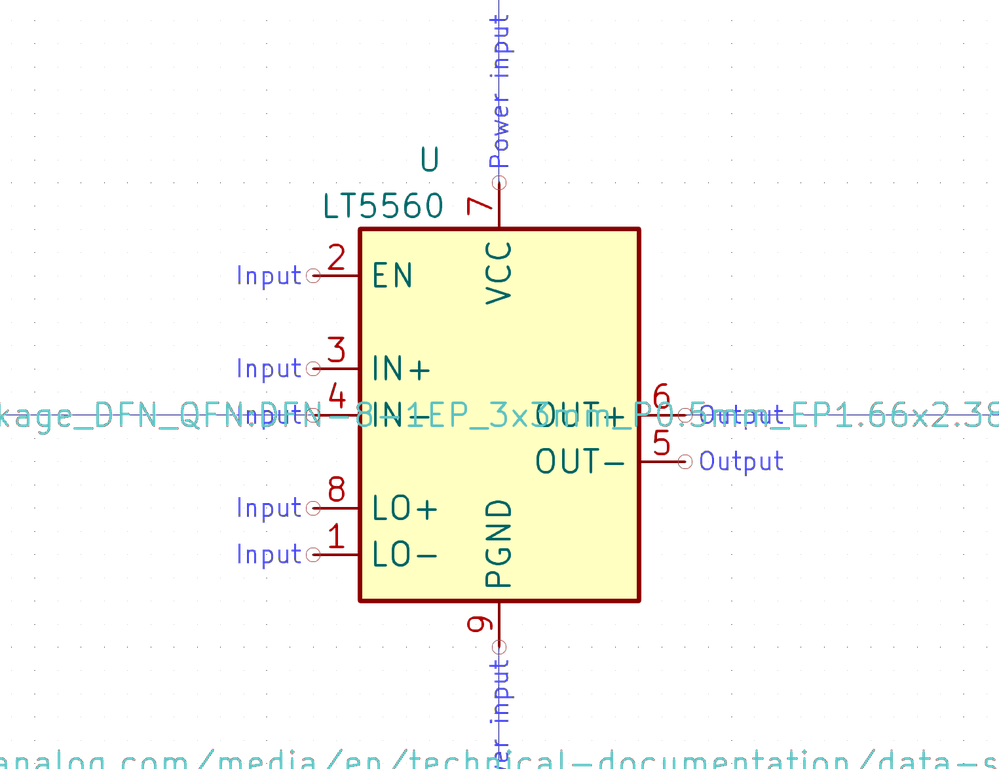 Power input
U
LT5560
7
VCC
Input 2 EN
Input 3 IN+
Input 4 IN-
kage_DFN_QFN:DFN-8-1EP_3x3mm_P0.5mm_EP1.66x2.38
OUT+ 6 Output
OUT- 5 Output
Input 8 LO+
Input 1 LO-
PGND
9
wer input
analog.com/media/en/technical-documentation/data-s